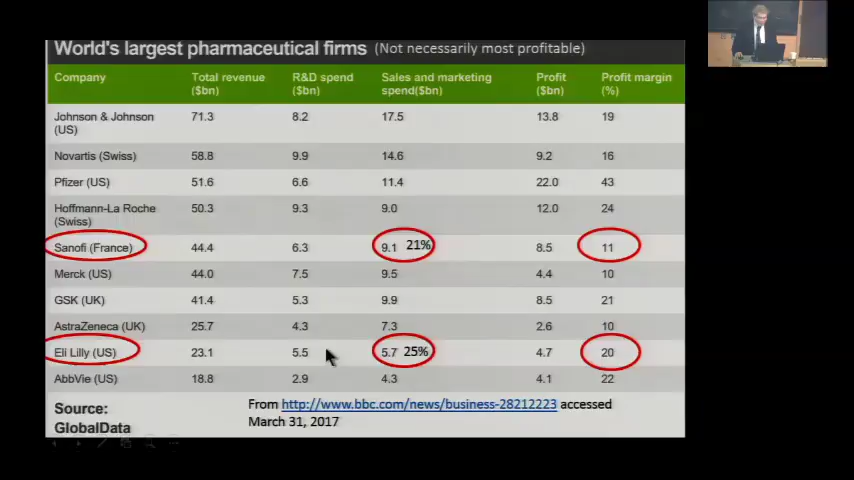 World's largest pharmaceutical firms (Not necessarily most profitable)
Company Total revenue ($bn) R&D spend ($bn) Sales and marketing spend($bn) Profit ($bn) Profit margin (%)
Johnson & Johnson (US) 71.3 8.2 17.5 13.8 19
Novartis (Swiss) 58.8 9.9 14.6 9.2 16
Pfizer (US) 51.6 6.6 11.4 22.0 43
Hoffmann-La Roche (Swiss) 50.3 9.3 9.0 12.0 24
Sanofi (France) 44.4 6.3 9.1 21% 8.5 11
Merck (US) 44.0 7.5 9.5 4.4 10
GSK (UK) 41.4 5.3 9.9 8.5 21
AstraZeneca (UK) 25.7 4.3 7.3 2.6 10
Eli Lilly (US) 23.1 5.5 5.7 25% 4.7 20
AbbVie (US) 18.8 2.9 4.3 4.1 22
Source:
GlobalData
From http://www.bbc.com/news/business-28212223 accessed
March 31, 2017